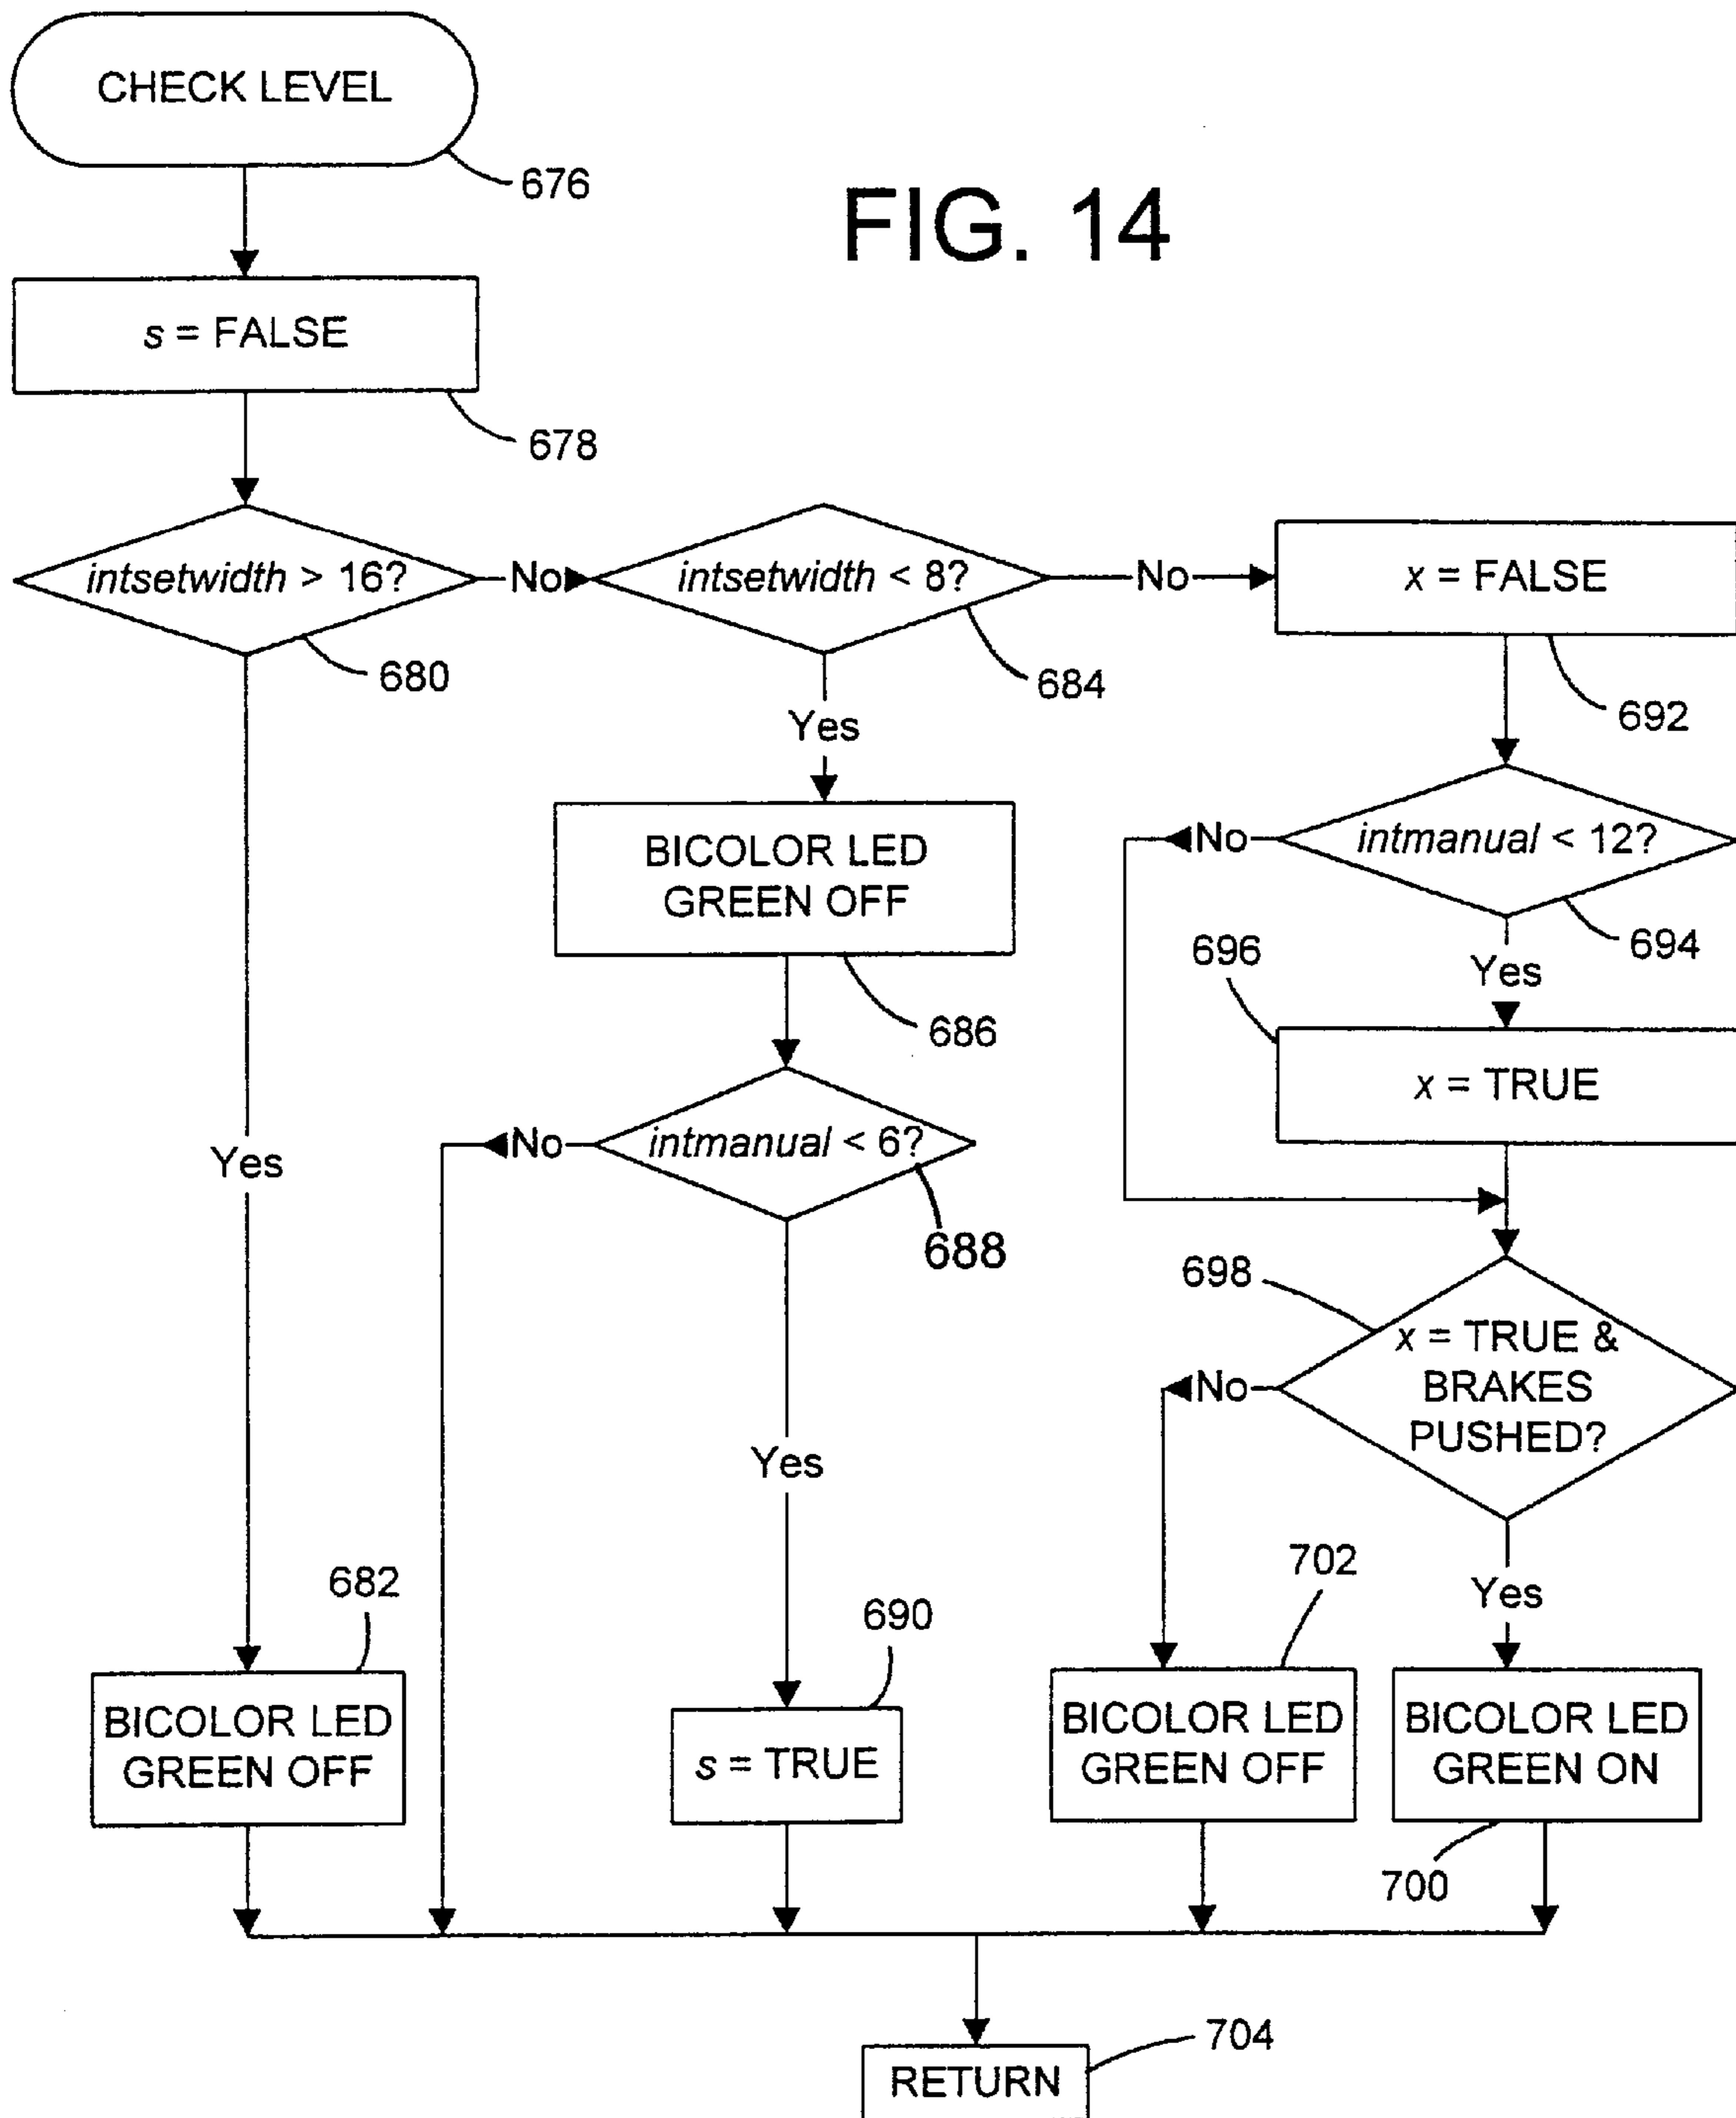 CHECK LEVEL
676
FIG. 14
s = FALSE
678
intsetwidth > 16?
No
intsetwidth < 8?
No
x = FALSE
680
684
692
Yes
BICOLOR LED
GREEN OFF
686
No
intmanual < 12?
694
696
Yes
x = TRUE
Yes
No
intmanual < 6?
688
698
x = TRUE &
BRAKES
PUSHED?
No
Yes
702
Yes
682
690
BICOLOR LED
GREEN OFF
s = TRUE
BICOLOR LED
GREEN OFF
BICOLOR LED
GREEN ON
700
704
RETURN